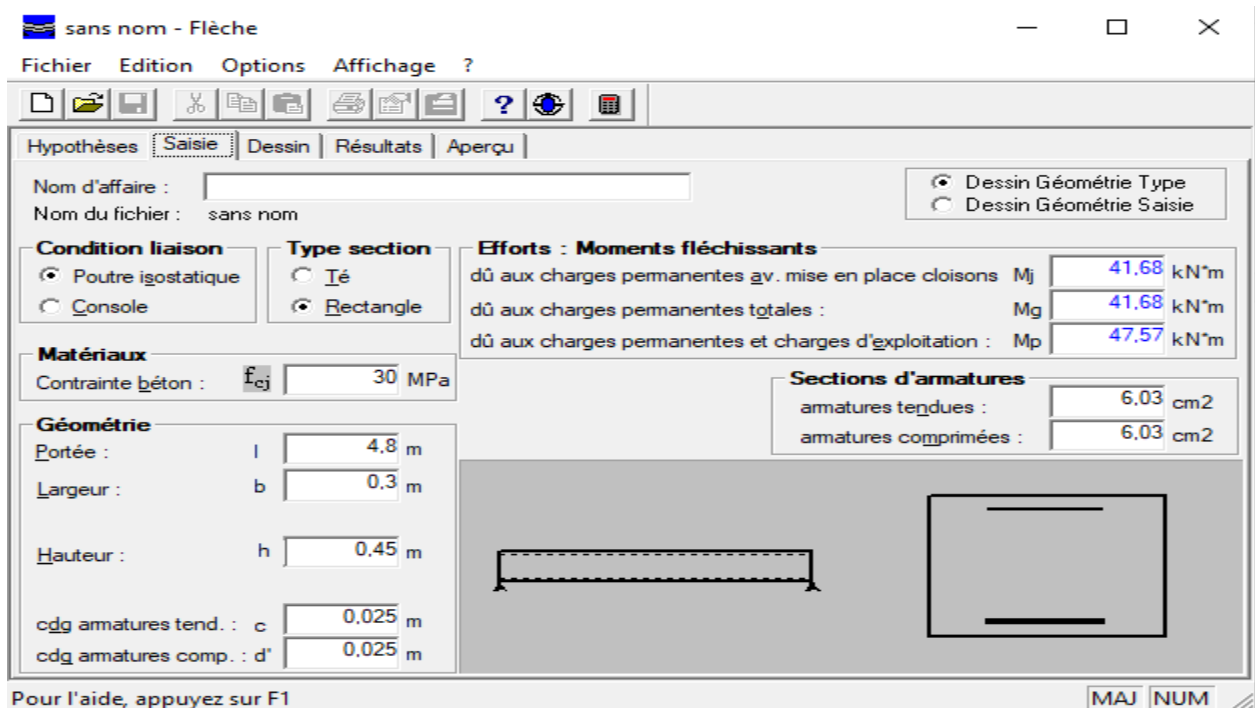 sans nom - Flèche
Fichier Edition Options Affichage ?
Hypothèses Saisie Dessin Résultats Aperçu
Nom d'affaire :
Nom du fichier : sans nom
Dessin Géométrie Type
Dessin Géométrie Saisie
Condition liaison
Poutre isostatique
Console
Type section
Té
Rectangle
Efforts : Moments fléchissants
dû aux charges permanentes av. mise en place cloisons Mj 41,68 kN*m
dû aux charges permanentes totales : Mg 41,68 kN*m
dû aux charges permanentes et charges d'exploitation : Mp 47,57 kN*m
Matériaux
Contrainte béton : fcj 30 MPa
Sections d'armatures
armatures tendues : 6,03 cm2
armatures comprimées : 6,03 cm2
Géométrie
Portée : l 4,8 m
Largeur : b 0,3 m
Hauteur : h 0,45 m
cdg armatures tend. : c 0,025 m
cdg armatures comp. : d' 0,025 m
Pour l'aide, appuyez sur F1
MAJ NUM